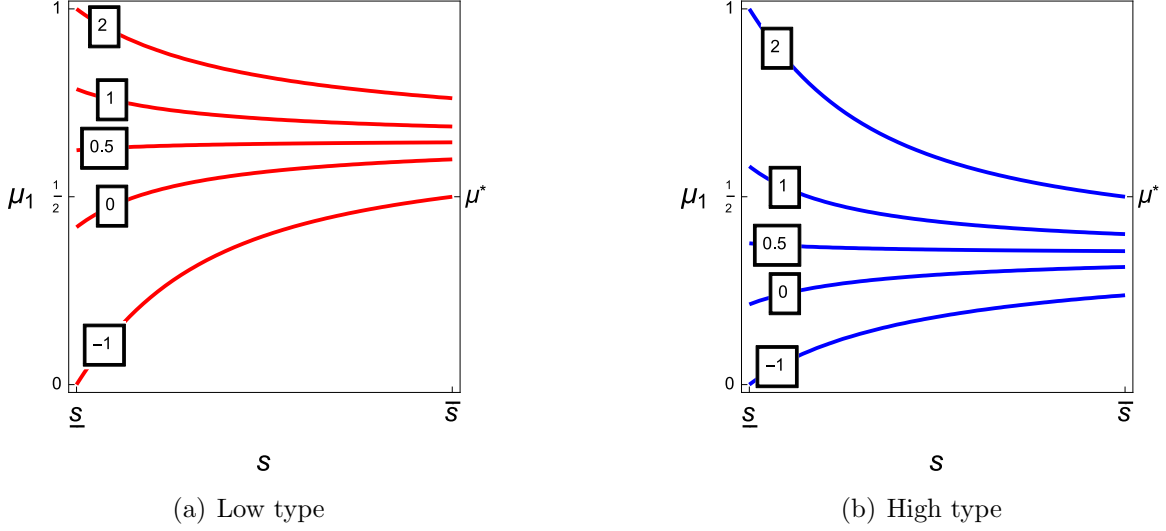 1
2
1
0.5
μ₁ 1/2
0
μ*
−1
0
s
s̅
s
(a) Low type
1
2
1
μ₁ 1/2
μ*
0.5
0
−1
0
s
s̅
s
(b) High type